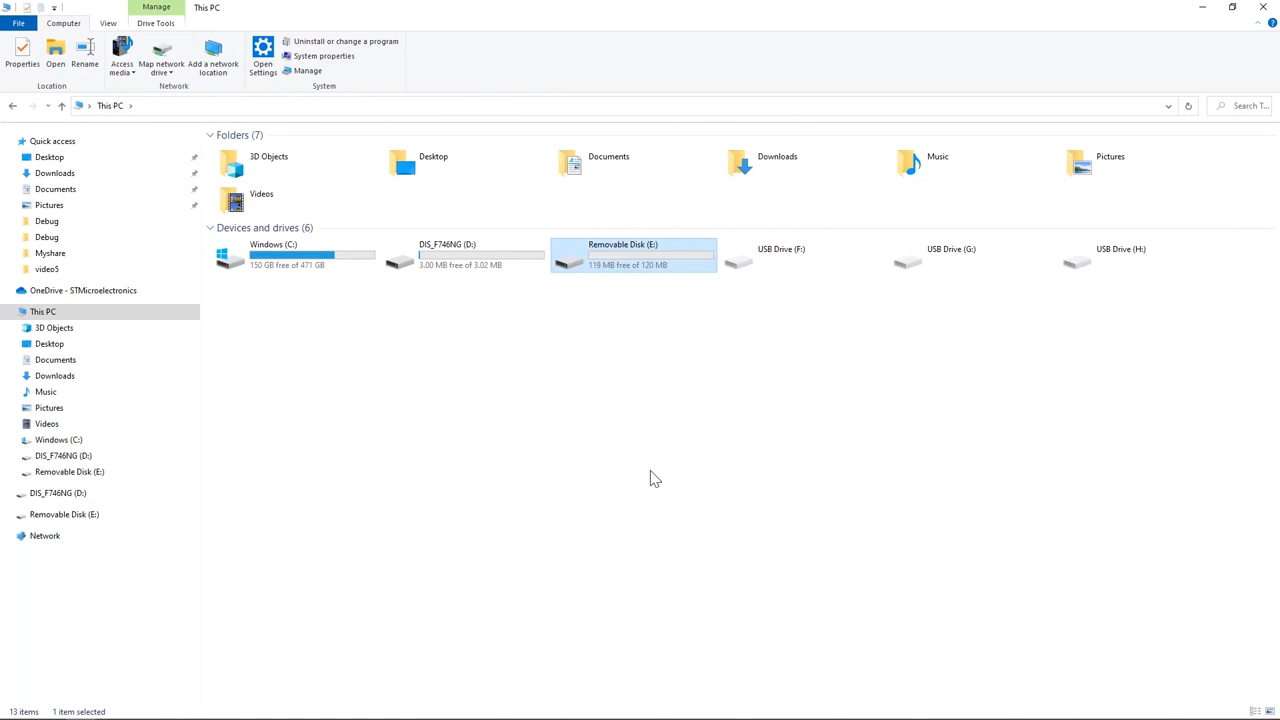 Manage
This PC
File
Computer
View
Drive Tools
Properties
Open
Rename
Access media
Map network drive
Add a network location
Open Settings
Uninstall or change a program
System properties
Manage
Location
Network
System
This PC
Search T...
Quick access
Desktop
Downloads
Documents
Pictures
Debug
Debug
Myshare
video5
OneDrive - STMicroelectronics
This PC
3D Objects
Desktop
Documents
Downloads
Music
Pictures
Videos
Windows (C:)
DIS_F746NG (D:)
Removable Disk (E:)
DIS_F746NG (D:)
Removable Disk (E:)
Network
Folders (7)
3D Objects
Desktop
Documents
Downloads
Music
Pictures
Videos
Devices and drives (6)
Windows (C:)
150 GB free of 471 GB
DIS_F746NG (D:)
3.00 MB free of 3.02 MB
Removable Disk (E:)
119 MB free of 120 MB
USB Drive (F:)
USB Drive (G:)
USB Drive (H:)
13 items
1 item selected